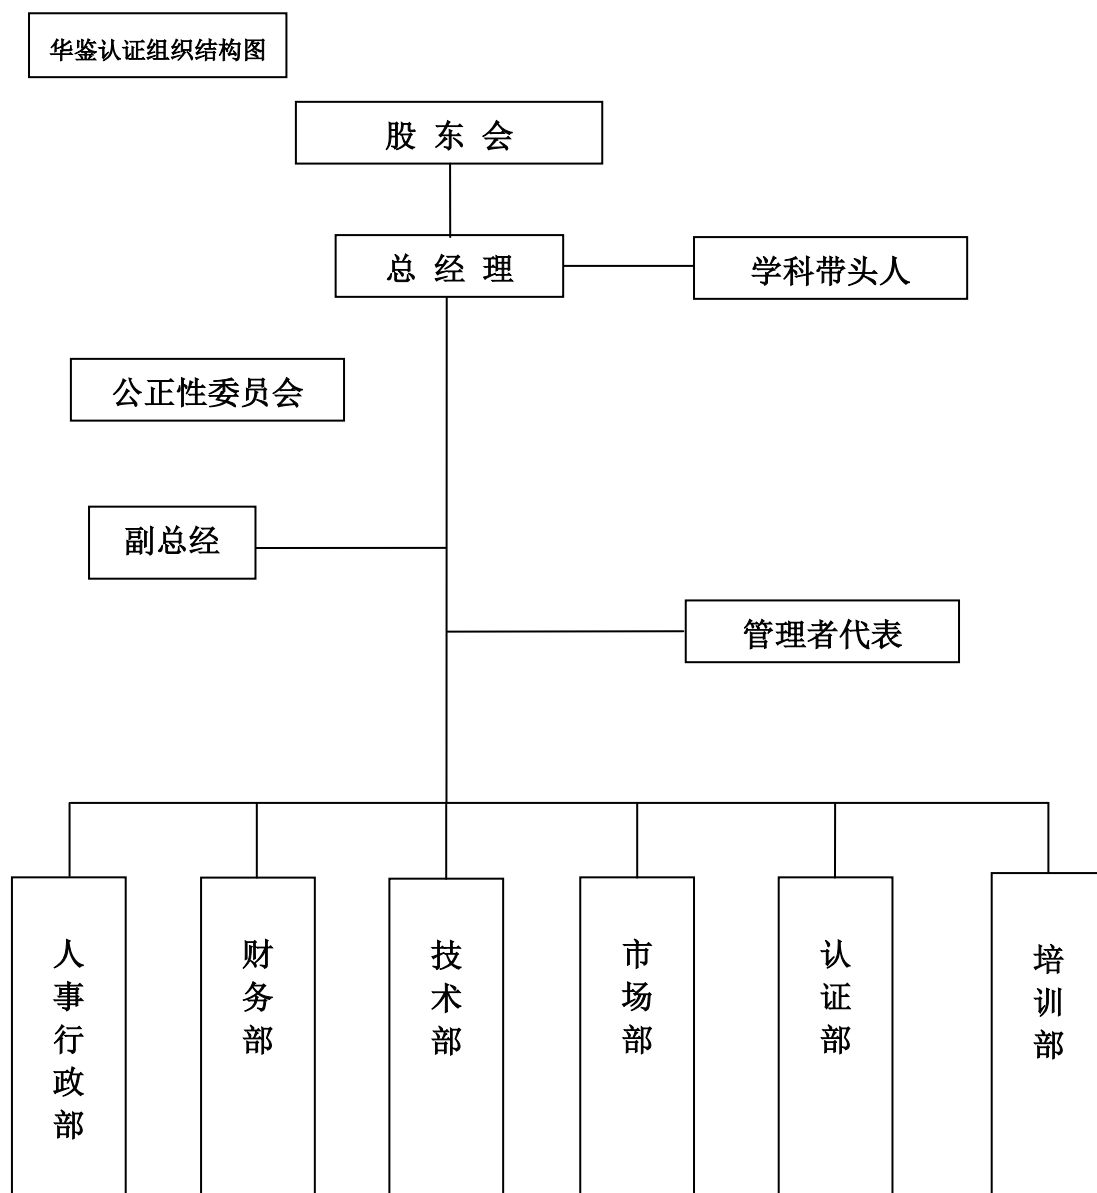 华鉴认证组织结构图
股 东 会
总 经 理
学科带头人
公正性委员会
副总经
管理者代表
人事行政部
财务部
技术部
市场部
认证部
培训部